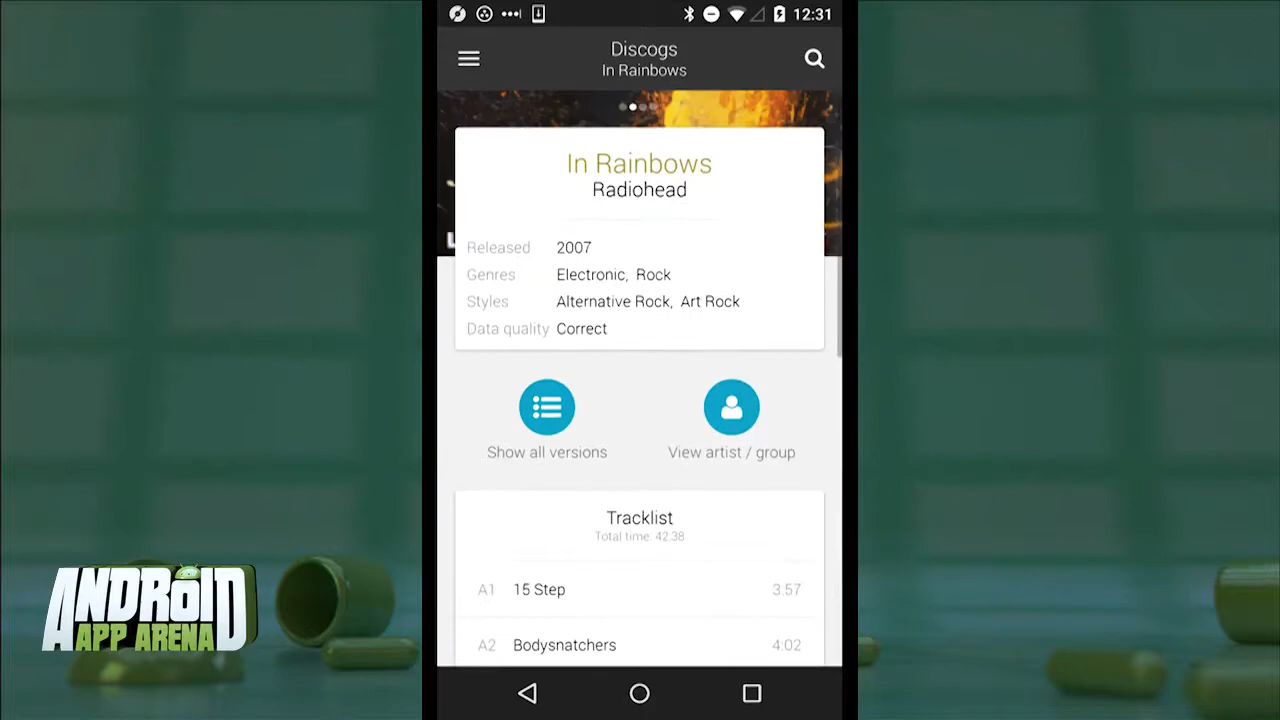 12:31
Discogs
In Rainbows
In Rainbows
Radiohead
Released 2007
Genres Electronic, Rock
Styles Alternative Rock, Art Rock
Data quality Correct
Show all versions View artist / group
Tracklist
Total time: 42.38
A1 15 Step 3.57
A2 Bodysnatchers 4:02
ANDROID
APP ARENA